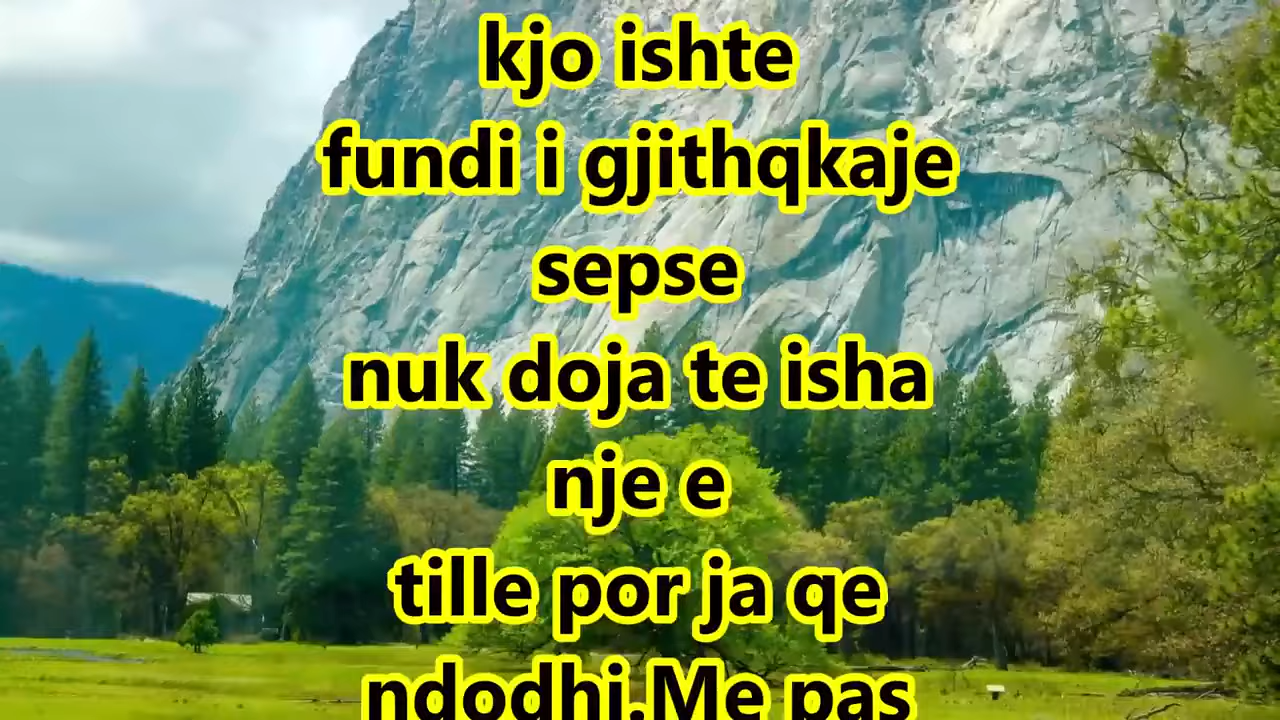 kjo ishte
fundi i gjithqkaje
sepse
nuk doja te isha
nje e
tille por ja qe
ndodhi.Me pas